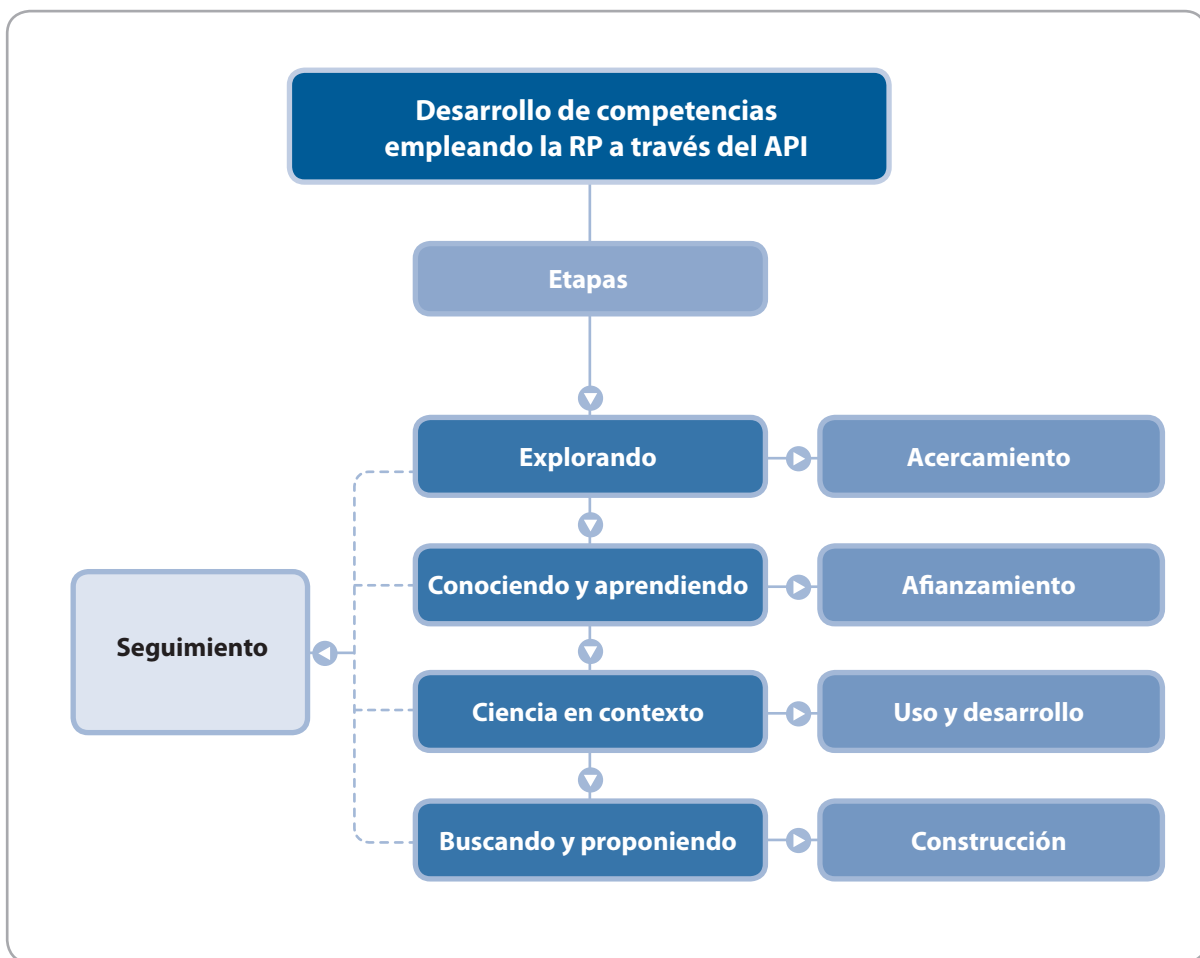 Desarrollo de competencias
empleando la RP a través del API
Etapas
Explorando
Acercamiento
Conociendo y aprendiendo
Afianzamiento
Seguimiento
Ciencia en contexto
Uso y desarrollo
Buscando y proponiendo
Construcción